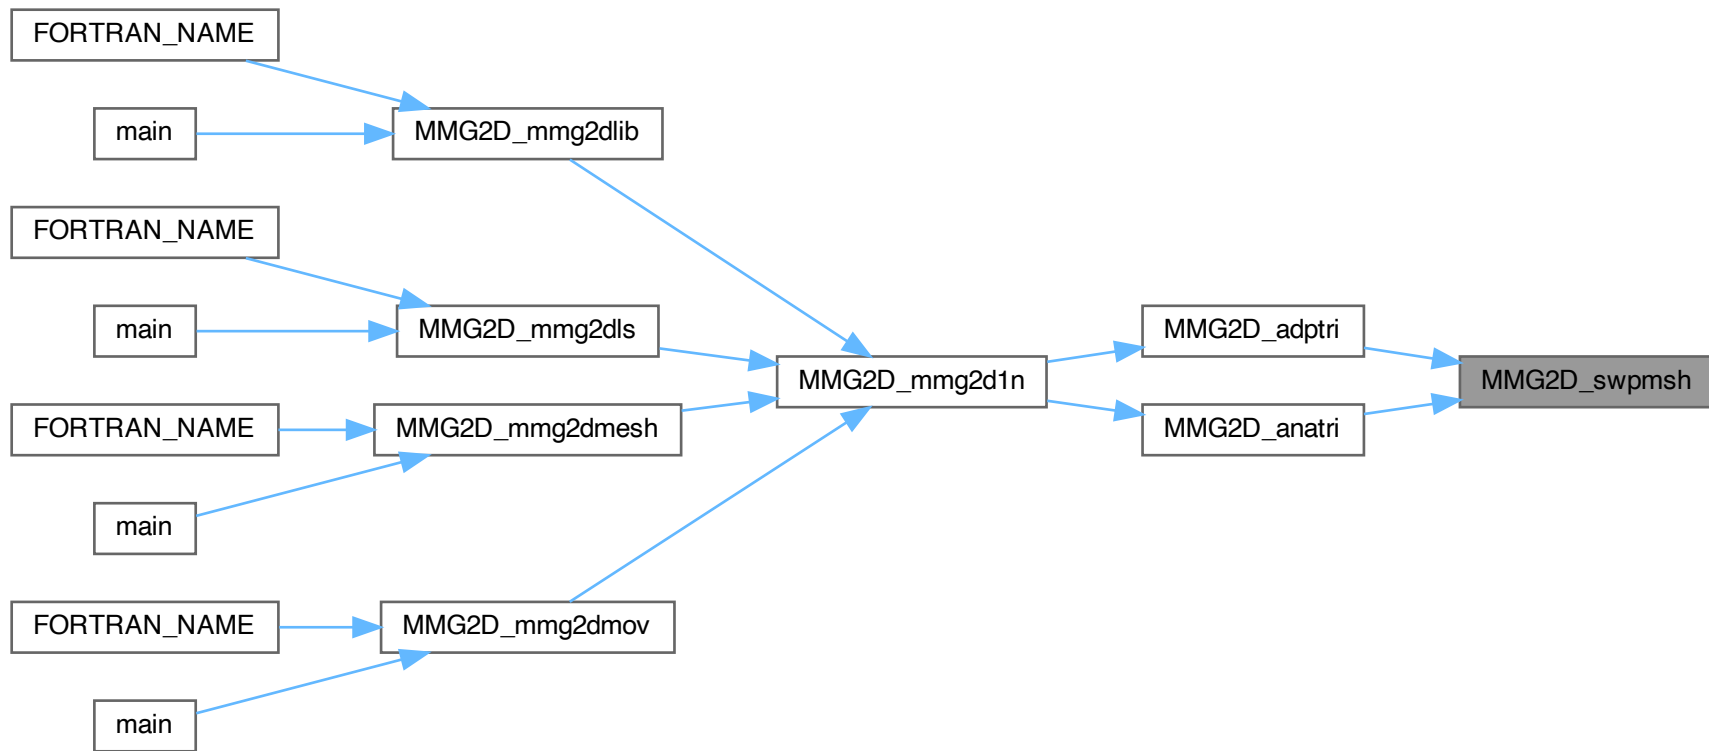 FORTRAN_NAME
main
MMG2D_mmg2dlib
FORTRAN_NAME
main
MMG2D_mmg2dls
MMG2D_mmg2d1n
MMG2D_adptri
MMG2D_swpmsh
FORTRAN_NAME
main
MMG2D_mmg2dmesh
MMG2D_anatri
FORTRAN_NAME
main
MMG2D_mmg2dmov